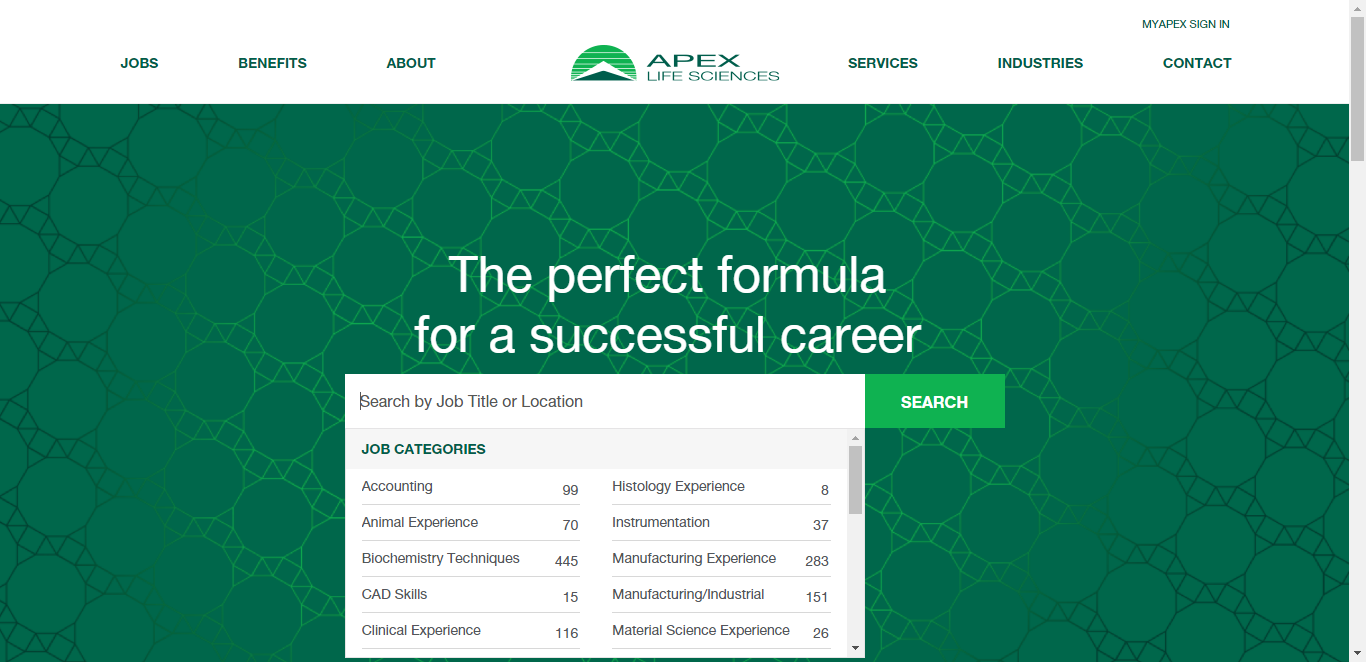 MYAPEX SIGN IN
JOBS
BENEFITS
ABOUT
APEX
LIFE SCIENCES
SERVICES
INDUSTRIES
CONTACT
The perfect formula
for a successful career
Search by Job Title or Location
SEARCH
JOB CATEGORIES
Accounting 99
Histology Experience 8
Animal Experience 70
Instrumentation 37
Biochemistry Techniques 445
Manufacturing Experience 283
CAD Skills 15
Manufacturing/Industrial 151
Clinical Experience 116
Material Science Experience 26